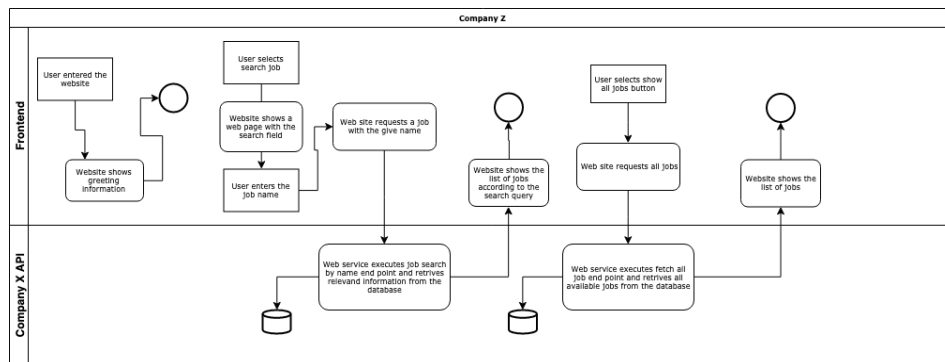 Company Z
Frontend
User entered the
website
Website shows
greeting
information
User selects
search job
Website shows a
web page with the
search field
User enters the
job name
Web site requests a job
with the give name
Website shows the
list of jobs
according to the
search query
User selects show
all jobs button
Web site requests all jobs
Website shows the
list of jobs
Company X API
Web service executes job search
by name end point and retrives
relevand information from the
database
Web service executes fetch all
job end point and retrives all
available jobs from the database